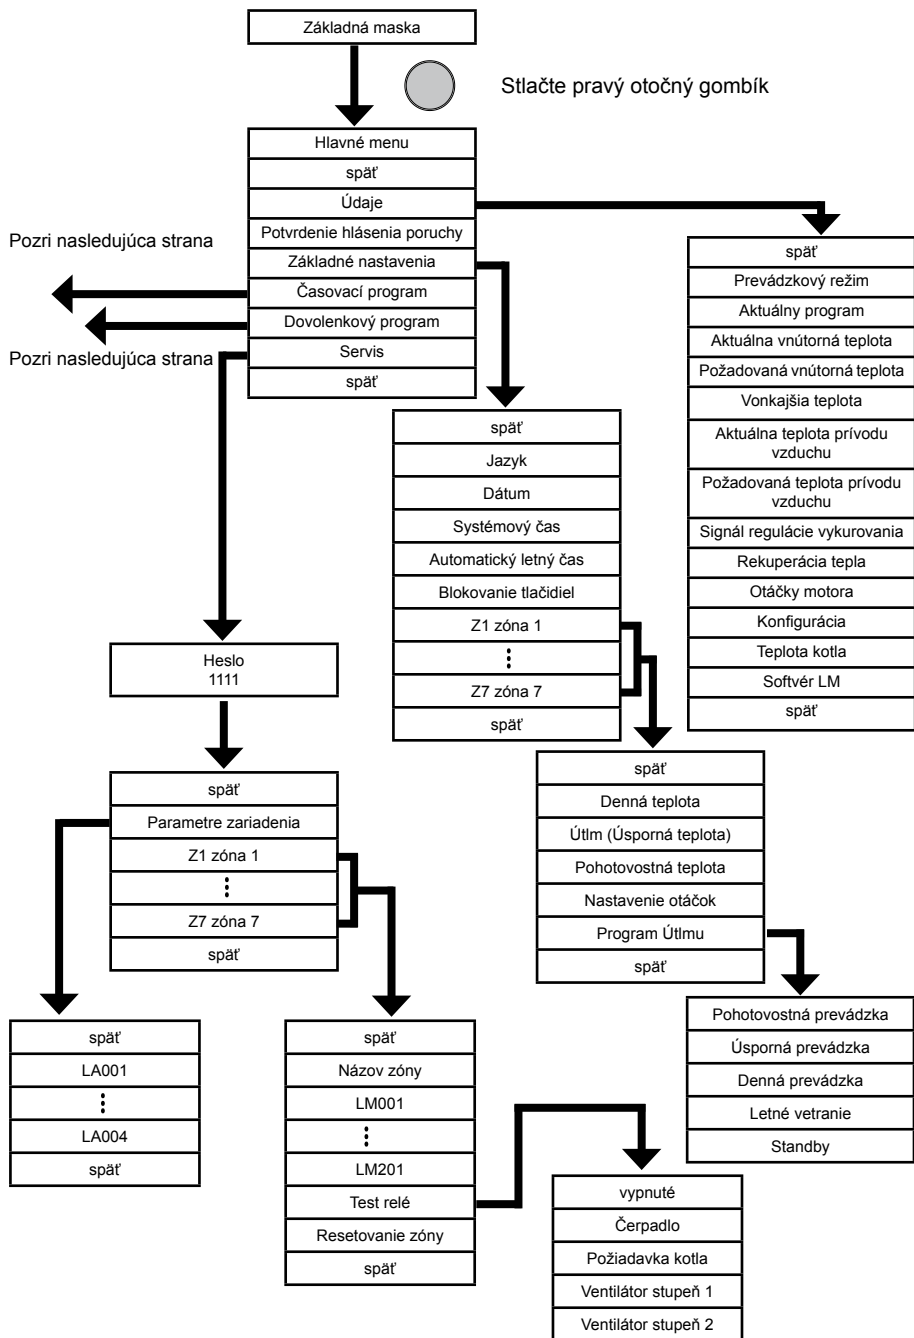 Základná maska
Stlačte pravý otočný gombík
Hlavné menu
späť
Údaje
Potvrdenie hlásenia poruchy
Základné nastavenia
Časovací program
Dovolenkový program
Servis
späť
Pozri nasledujúca strana
Pozri nasledujúca strana
späť
Prevádzkový režim
Aktuálny program
Aktuálna vnútorná teplota
Požadovaná vnútorná teplota
Vonkajšia teplota
Aktuálna teplota prívodu
vzduchu
Požadovaná teplota prívodu
vzduchu
Signál regulácie vykurovania
Rekuperácia tepla
Otáčky motora
Konfigurácia
Teplota kotla
Softvér LM
späť
späť
Jazyk
Dátum
Systémový čas
Automatický letný čas
Blokovanie tlačidiel
Z1 zóna 1
Z7 zóna 7
späť
Heslo
1111
späť
Parametre zariadenia
Z1 zóna 1
Z7 zóna 7
späť
späť
Denná teplota
Útlm (Úsporná teplota)
Pohotovostná teplota
Nastavenie otáčok
Program Útlmu
späť
Pohotovostná prevádzka
Úsporná prevádzka
Denná prevádzka
Letné vetranie
Standby
späť
LA001
LA004
späť
späť
Názov zóny
LM001
LM201
Test relé
Resetovanie zóny
späť
vypnuté
Čerpadlo
Požiadavka kotla
Ventilátor stupeň 1
Ventilátor stupeň 2